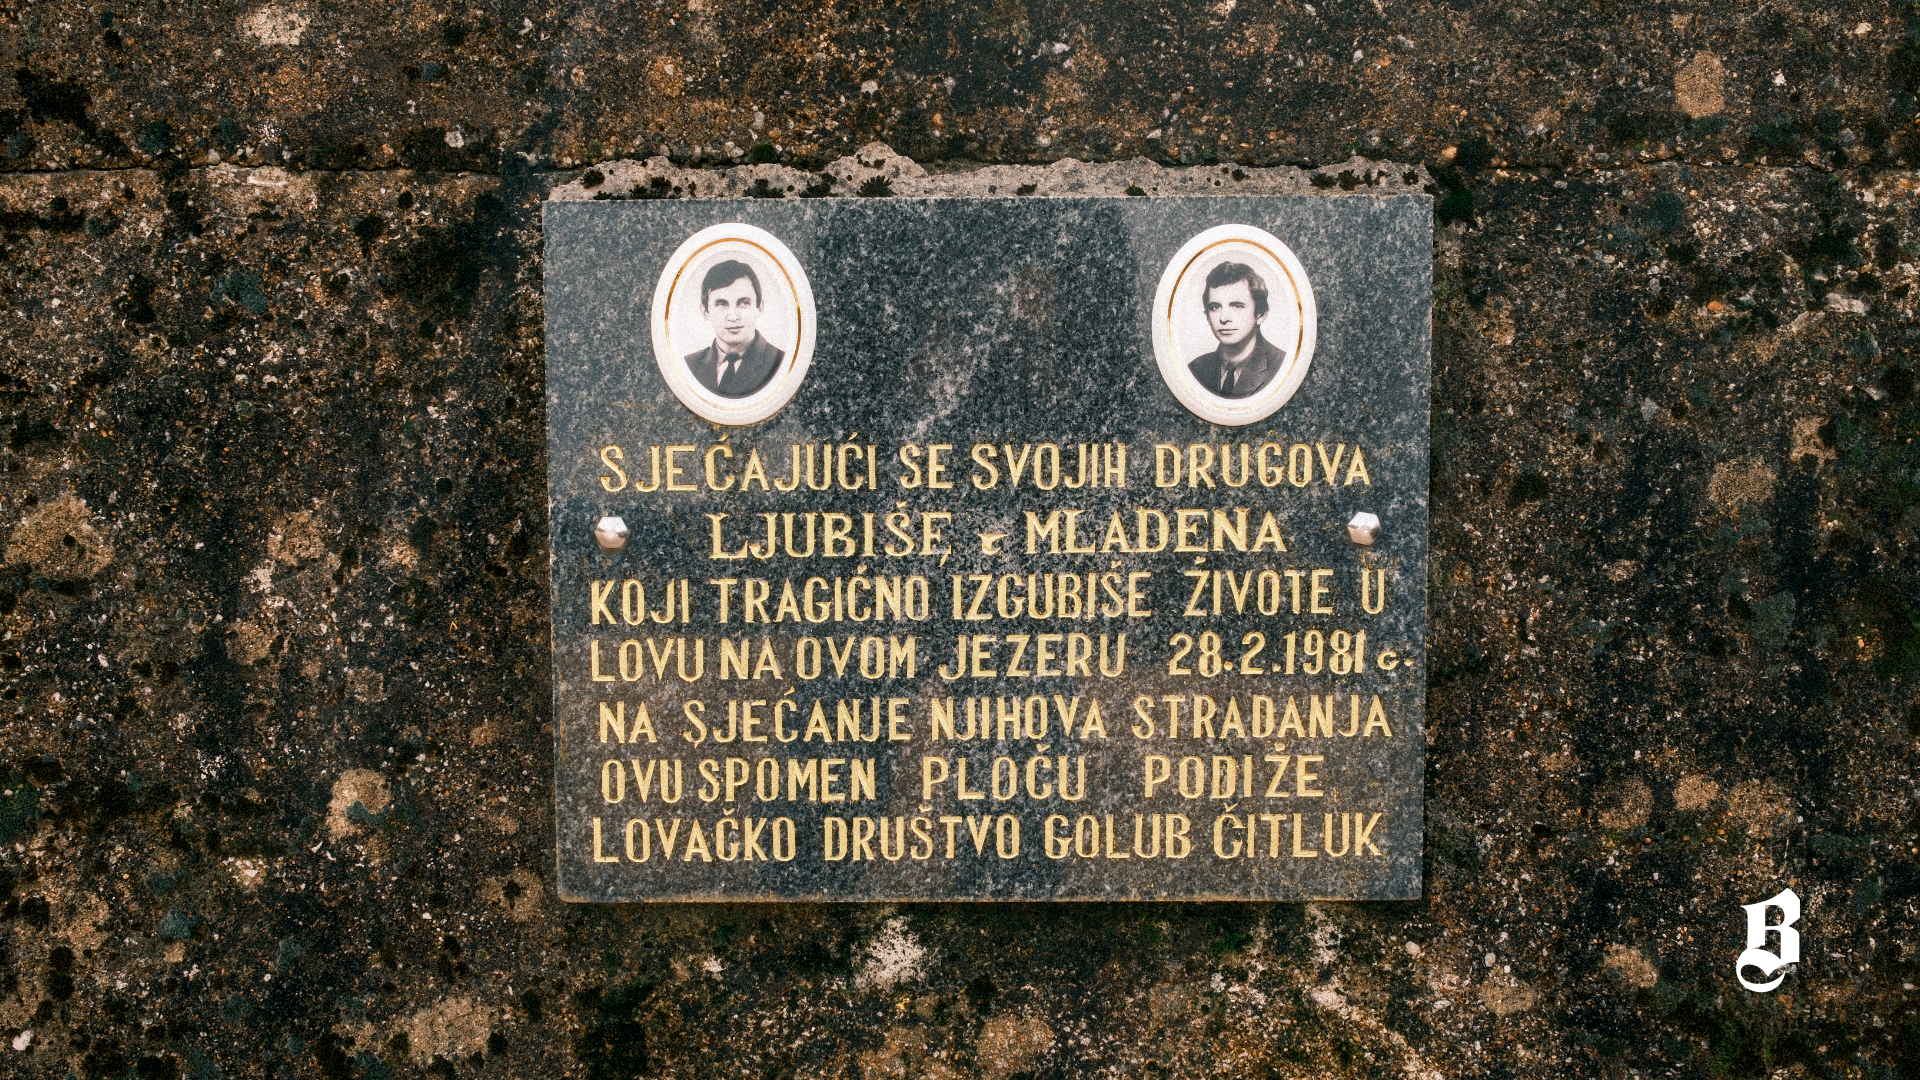 SJEĆAJUĆI SE SVOJIH DRUGOVA
LJUBIŠE - MLADENA
KOJI TRAGIĆNO IZGUBIŠE ŽIVOTE U
LOVU NA OVOM JEZERU 28.2.1981 G.
NA SJEĆANJE NJIHOVA STRADANJA
OVU SPOMEN PLOČU PODIŽE
LOVAČKO DRUŠTVO GOLUB ČITLUK
B